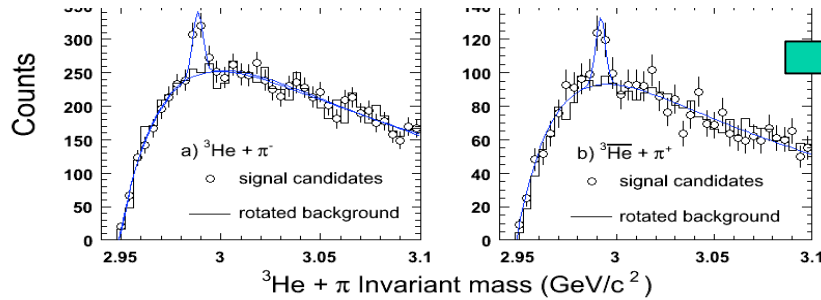 Counts
350
300
250
200
150
100
50
0
a) ³He + π⁻
signal candidates
rotated background
2.95 3 3.05 3.1
140
120
100
80
60
40
20
0
b) ³H̅e̅ + π⁺
signal candidates
rotated background
2.95 3 3.05 3.1
³He + π Invariant mass (GeV/c²)